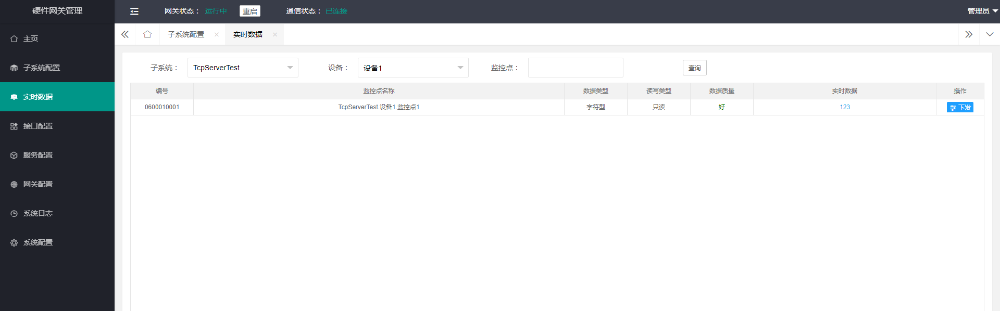 硬件网关管理
网关状态： 运行中 重启 通信状态： 已连接 管理员
主页
子系统配置
实时数据
接口配置
服务配置
网关配置
系统日志
系统配置
子系统配置 实时数据
子系统： TcpServerTest 设备： 设备1 监控点： 查询
编号 监控点名称 数据类型 读写类型 数据质量 实时数据 操作
0600010001 TcpServerTest.设备1.监控点1 字符型 只读 好 123 下发